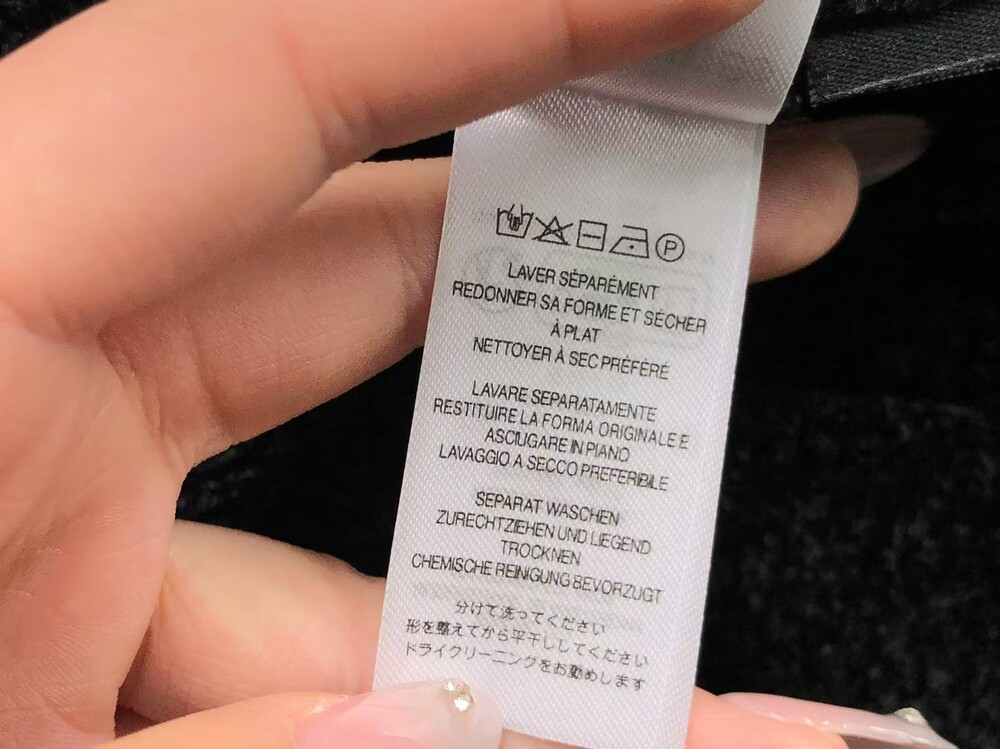 P
LAVER SÉPARÉMENT
REDONNER SA FORME ET SÉCHER
À PLAT
NETTOYER À SEC PRÉFÉRÉ
LAVARE SEPARATAMENTE
RESTITUIRE LA FORMA ORIGINALE E
ASCIUGARE IN PIANO
LAVAGGIO A SECCO PREFERIBILE
SEPARAT WASCHEN
ZURECHTZIEHEN UND LIEGEND
TROCKNEN
CHEMISCHE REINIGUNG BEVORZUGT
分けて洗ってください
形を整えてから平干ししてください
ドライクリーニングをお勧めします